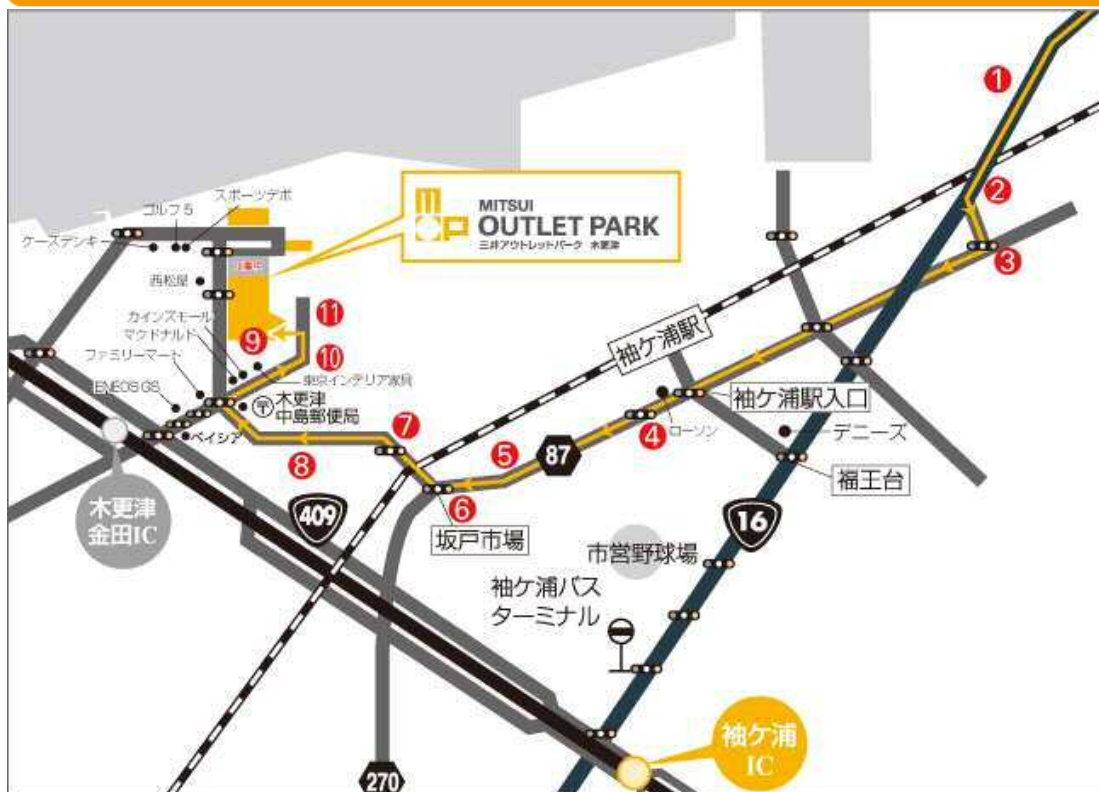 1
2
3
MITSUI
OUTLET PARK
三井アウトレットパーク 木更津
スポーツデポ
ゴルフ5
ケーズデンキ
西松屋
カインズモール
マクドナルド
ファミリーマート
ENEOS GS
ベイシア
9
11
10
東京インテリア家具
〒
木更津
中島郵便局
袖ケ浦駅
袖ケ浦駅入口
ローソン
デニーズ
福王台
4
87
5
7
8
6
坂戸市場
木更津
金田IC
409
16
市営野球場
袖ケ浦バス
ターミナル
袖ケ浦
IC
270